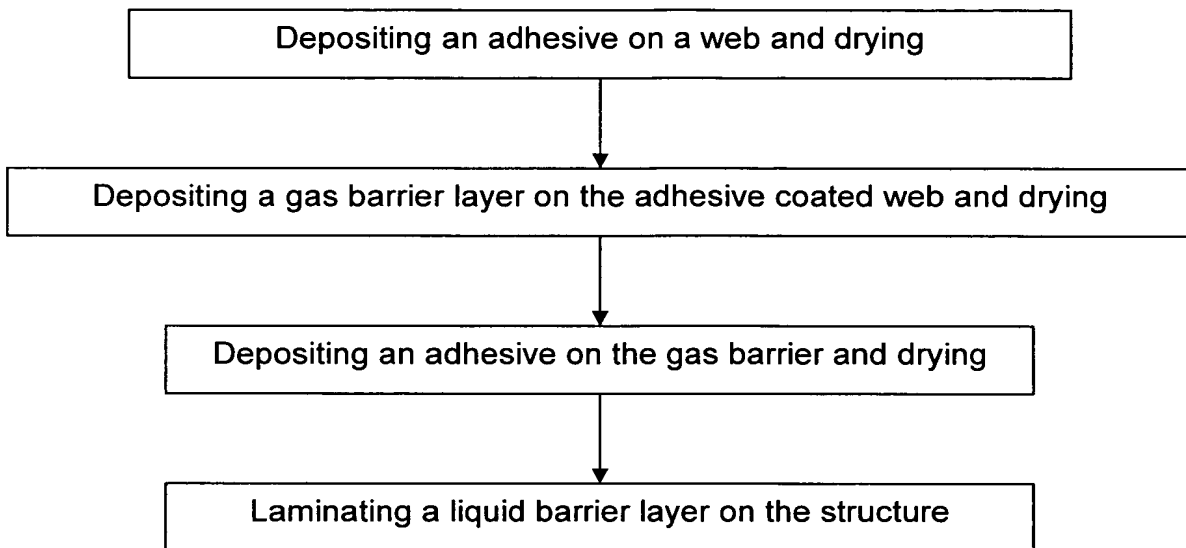 Depositing an adhesive on a web and drying
Depositing a gas barrier layer on the adhesive coated web and drying
Depositing an adhesive on the gas barrier and drying
Laminating a liquid barrier layer on the structure